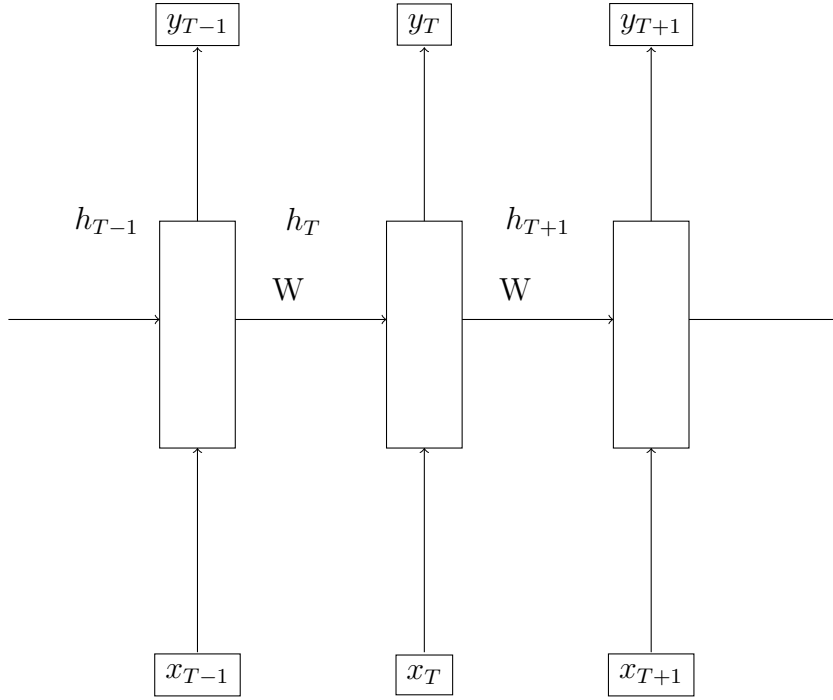 y_{T−1} y_T y_{T+1}
h_{T−1} h_T h_{T+1}
W W
x_{T−1} x_T x_{T+1}